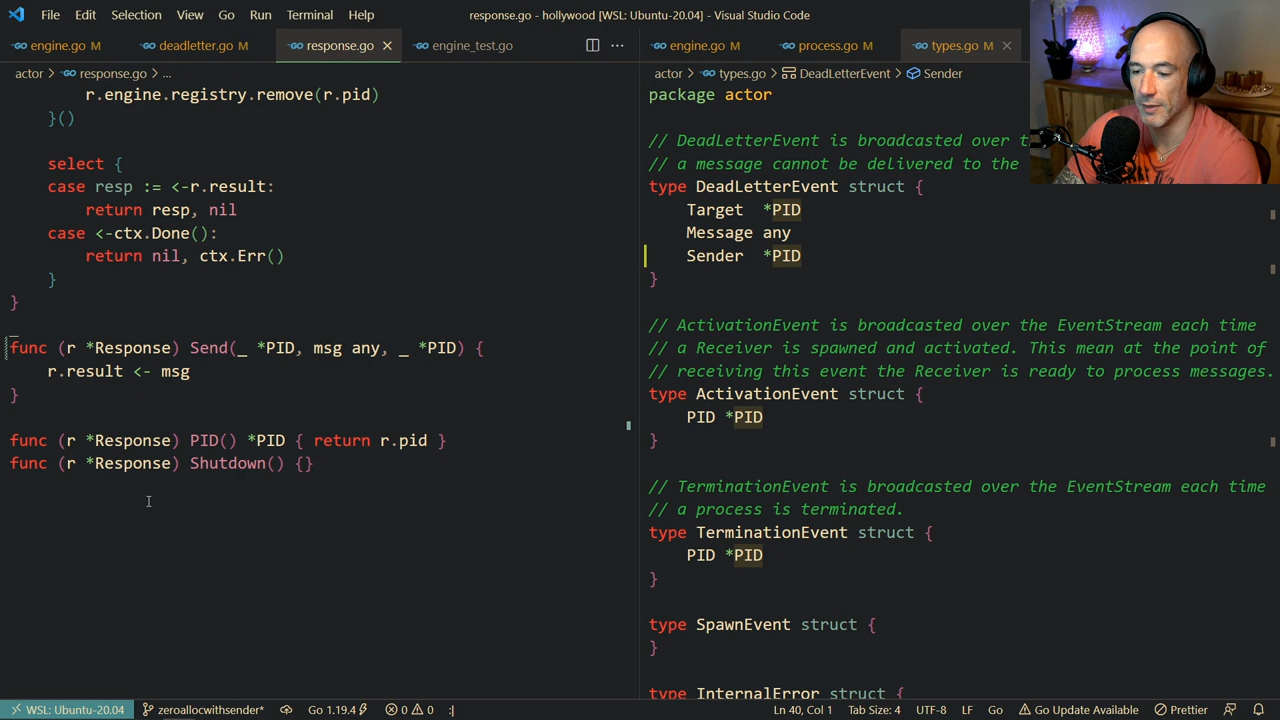 File Edit Selection View Go Run Terminal Help response.go - hollywood [WSL: Ubuntu-20.04] - Visual Studio Code
engine.go M deadletter.go M response.go engine_test.go
actor > response.go > ...
r.engine.registry.remove(r.pid)
}()
select {
case resp := <-r.result:
return resp, nil
case <-ctx.Done():
return nil, ctx.Err()
}
}
func (r *Response) Send(_ *PID, msg any, _ *PID) {
r.result <- msg
}
func (r *Response) PID() *PID { return r.pid }
func (r *Response) Shutdown() {}
engine.go M process.go M types.go M
actor > types.go > DeadLetterEvent > Sender
package actor
// DeadLetterEvent is broadcasted over
// a message cannot be delivered to the
type DeadLetterEvent struct {
Target *PID
Message any
Sender *PID
}
// ActivationEvent is broadcasted over the EventStream each time
// a Receiver is spawned and activated. This mean at the point of
// receiving this event the Receiver is ready to process messages.
type ActivationEvent struct {
PID *PID
}
// TerminationEvent is broadcasted over the EventStream each time
// a process is terminated.
type TerminationEvent struct {
PID *PID
}
type SpawnEvent struct {
}
type InternalError struct {
WSL: Ubuntu-20.04 zeroallocwithsender* Go 1.19.4 0 0 :| Ln 40, Col 1 Tab Size: 4 UTF-8 LF Go Go Update Available Prettier